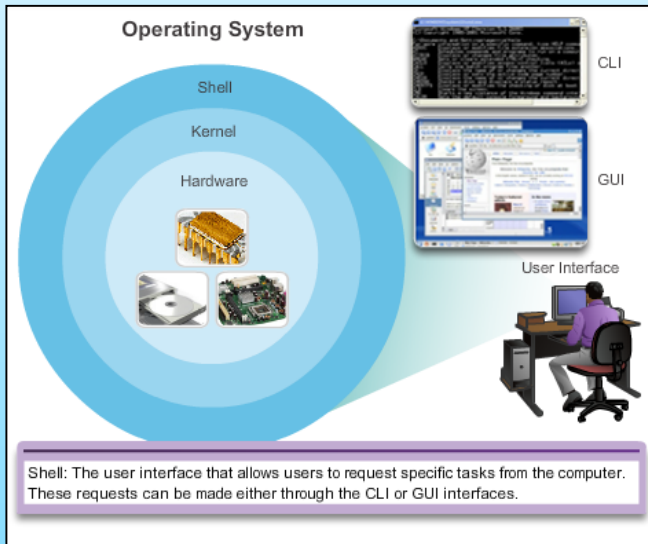 Operating System
Shell
Kernel
Hardware
CLI
GUI
User Interface
Shell: The user interface that allows users to request specific tasks from the computer.
These requests can be made either through the CLI or GUI interfaces.